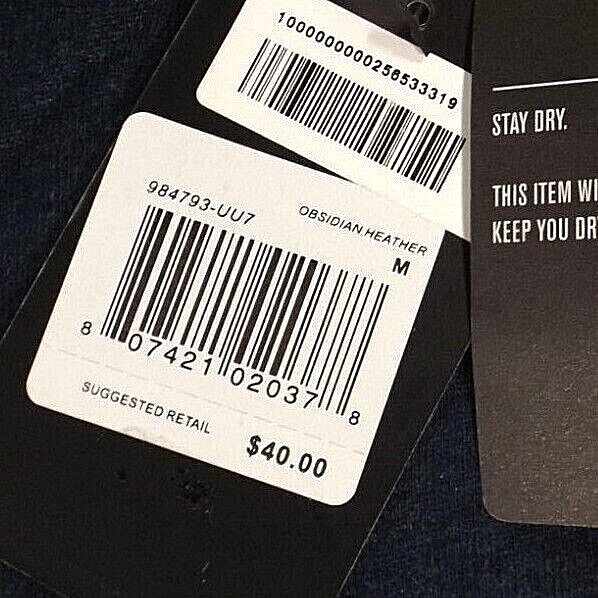 1000000000256533319
984793-UU7
OBSIDIAN HEATHER
M
8 07421 02037 8
SUGGESTED RETAIL
$40.00
STAY DRY.
THIS ITEM WI
KEEP YOU DR